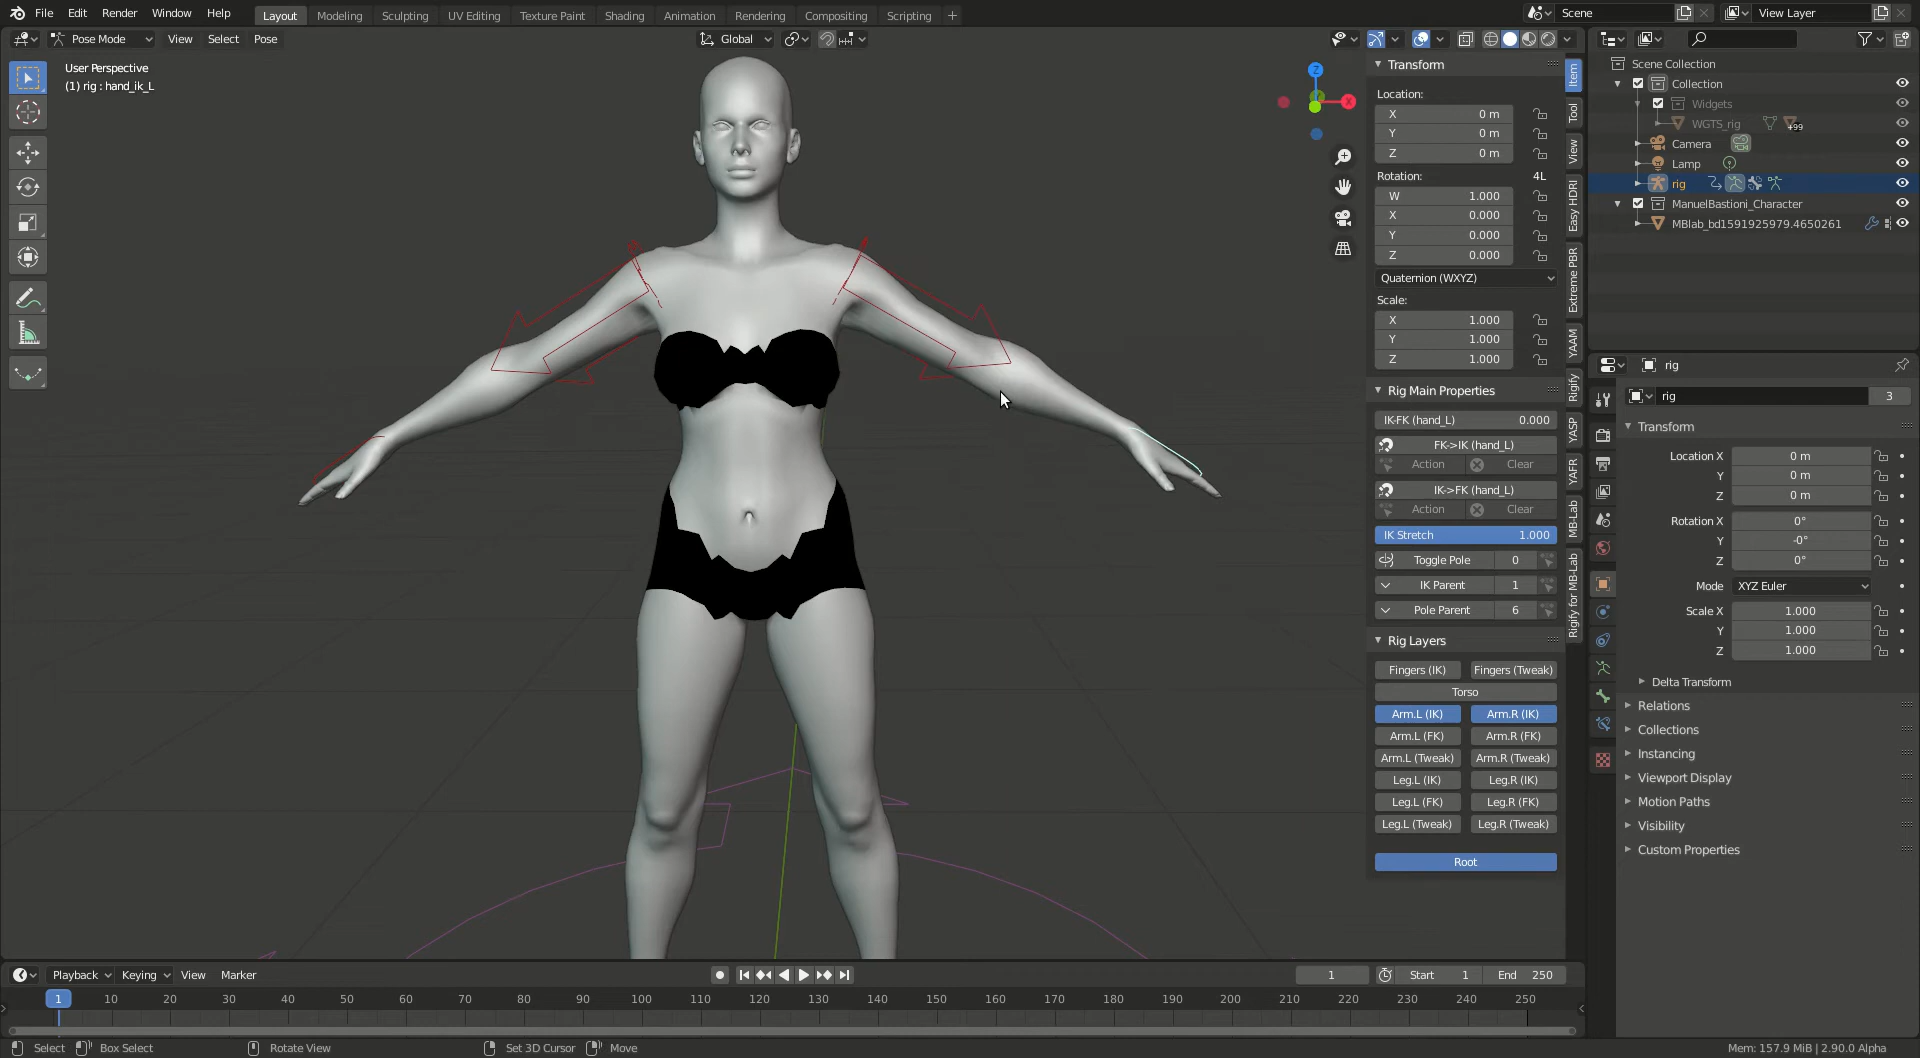 File Edit Render Window Help Layout Modeling Sculpting UV Editing Texture Paint Shading Animation Rendering Compositing Scripting + Scene View Layer
Pose Mode View Select Pose Global
User Perspective
(1) rig : hand_ik_L
Z
X
Transform
Location:
X 0 m
Y 0 m
Z 0 m
Rotation: 4L
W 1.000
X 0.000
Y 0.000
Z 0.000
Quaternion (WXYZ)
Scale:
X 1.000
Y 1.000
Z 1.000
Rig Main Properties
IK-FK (hand_L) 0.000
FK->IK (hand_L)
Action Clear
IK->FK (hand_L)
Action Clear
IK Stretch 1.000
Toggle Pole 0
IK Parent 1
Pole Parent 6
Rig Layers
Fingers (IK) Fingers (Tweak)
Torso
Arm.L (IK) Arm.R (IK)
Arm.L (FK) Arm.R (FK)
Arm.L (Tweak) Arm.R (Tweak)
Leg.L (IK) Leg.R (IK)
Leg.L (FK) Leg.R (FK)
Leg.L (Tweak) Leg.R (Tweak)
Root
Item
Tool
View
Easy HDRI
Extreme PBR
YAAM
Rigify
YASP
YAFR
MB-Lab
Rigify for MB-Lab
Scene Collection
Collection
Widgets
WGTS_rig +99
Camera
Lamp
rig
ManuelBastioni_Character
MBlab_bd1591925979.4650261
rig
rig 3
Transform
Location X 0 m
Y 0 m
Z 0 m
Rotation X 0°
Y -0°
Z 0°
Mode XYZ Euler
Scale X 1.000
Y 1.000
Z 1.000
Delta Transform
Relations
Collections
Instancing
Viewport Display
Motion Paths
Visibility
Custom Properties
Playback Keying View Marker 1 Start 1 End 250
1 10 20 30 40 50 60 70 80 90 100 110 120 130 140 150 160 170 180 190 200 210 220 230 240 250
Select Box Select Rotate View Set 3D Cursor Move Mem: 157.9 MiB | 2.90.0 Alpha